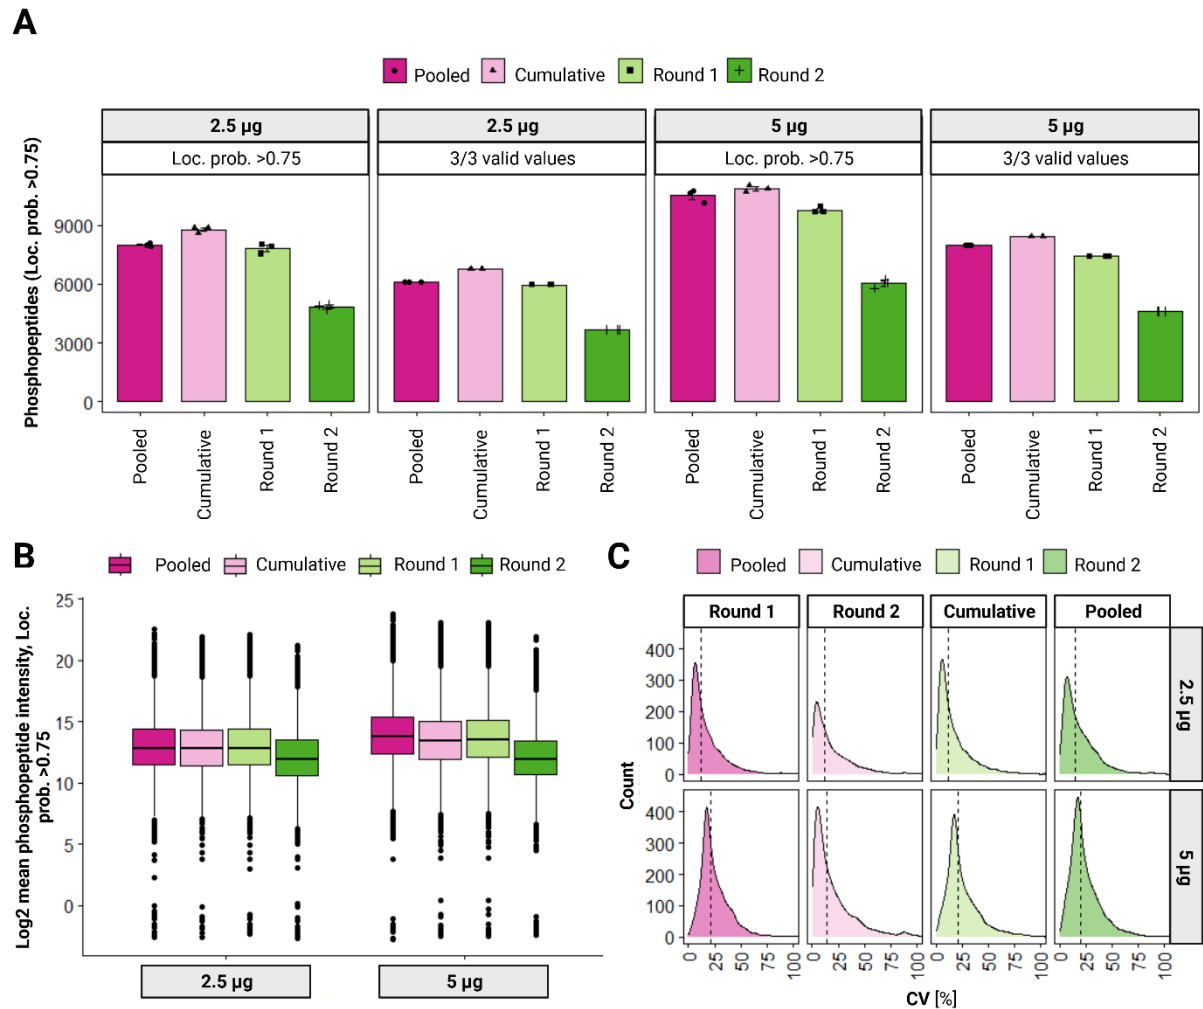 A
Pooled Cumulative Round 1 Round 2
2.5 µg 2.5 µg 5 µg 5 µg
Loc. prob. >0.75 3/3 valid values Loc. prob. >0.75 3/3 valid values
Phosphopeptides (Loc. prob. >0.75)
9000
6000
3000
0
Pooled Cumulative Round 1 Round 2 Pooled Cumulative Round 1 Round 2 Pooled Cumulative Round 1 Round 2 Pooled Cumulative Round 1 Round 2
B
Pooled Cumulative Round 1 Round 2
Log2 mean phosphopeptide intensity, Loc.
prob. >0.75
25
20
15
10
5
0
2.5 µg 5 µg
C
Pooled Cumulative Round 1 Round 2
Round 1 Round 2 Cumulative Pooled
Count
400
300
200
100
0
2.5 µg
400
300
200
100
0
5 µg
0 25 50 75 100 0 25 50 75 100 0 25 50 75 100 0 25 50 75 100
CV [%]